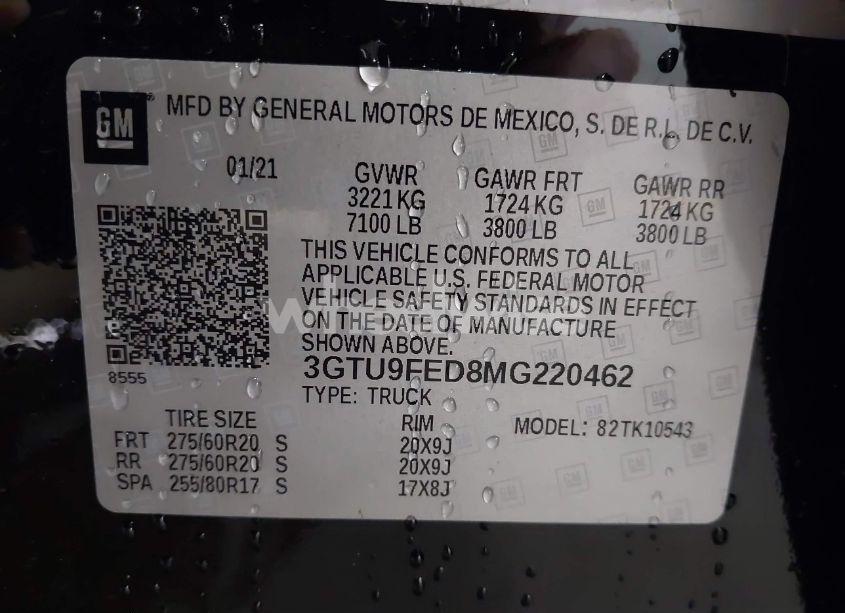 GM
MFD BY GENERAL MOTORS DE MEXICO, S. DE R.L. DE C.V.
01/21
GVWR GAWR FRT GAWR RR
3221 KG 1724 KG 1724 KG
7100 LB 3800 LB 3800 LB
THIS VEHICLE CONFORMS TO ALL
APPLICABLE U.S. FEDERAL MOTOR
VEHICLE SAFETY STANDARDS IN EFFECT
ON THE DATE OF MANUFACTURE
SHOWN ABOVE.
8555
3GTU9FED8MG220462
TYPE: TRUCK
TIRE SIZE RIM MODEL: 82TK10543
FRT 275/60R20 S 20X9J
RR 275/60R20 S 20X9J
SPA 255/80R17 S 17X8J